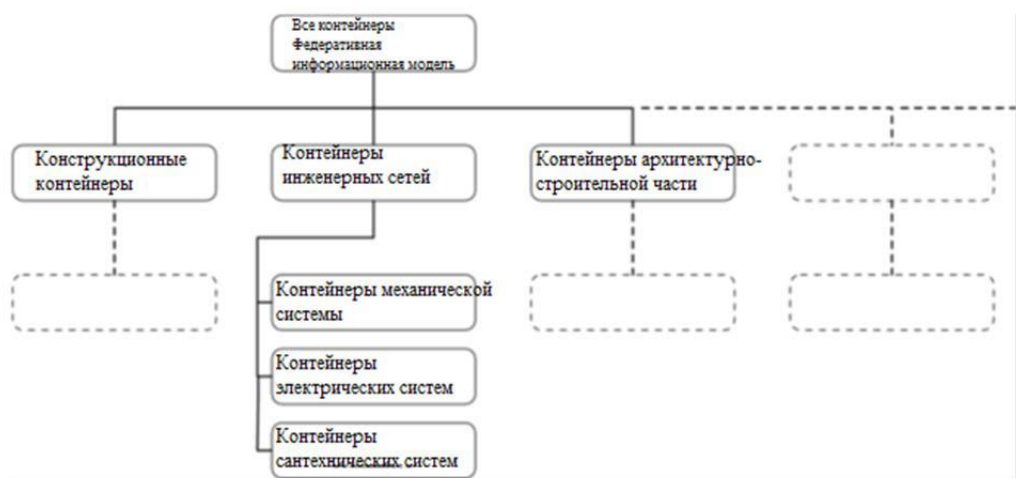 Все контейнеры
Федеративная
информационная модель
Конструкционные
контейнеры
Контейнеры
инженерных сетей
Контейнеры архитектурно-
строительной части
Контейнеры механической
системы
Контейнеры
электрических систем
Контейнеры
сантехнических систем